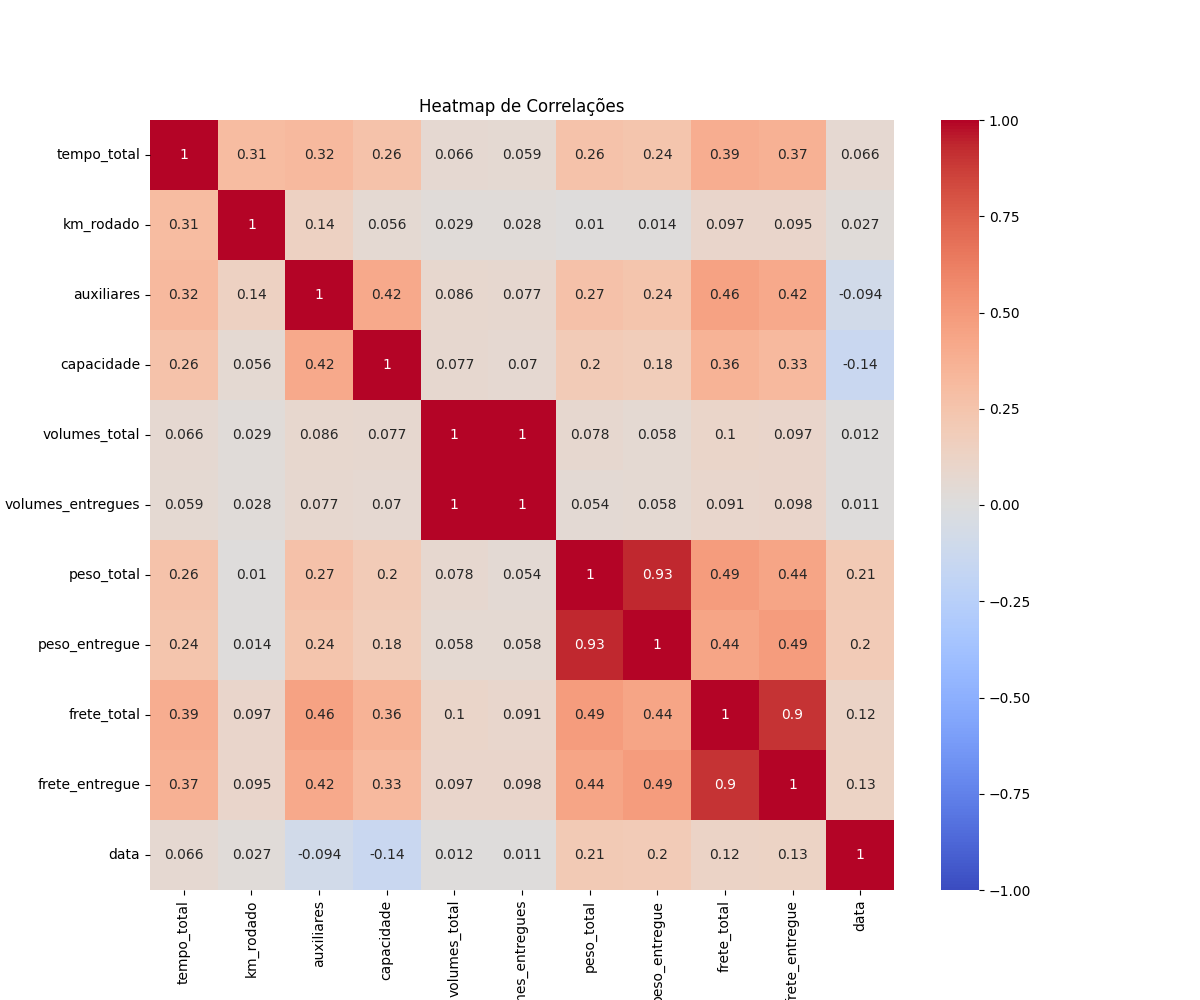 Heatmap de Correlações
tempo_total 1 0.31 0.32 0.26 0.066 0.059 0.26 0.24 0.39 0.37 0.066
km_rodado 0.31 1 0.14 0.056 0.029 0.028 0.01 0.014 0.097 0.095 0.027
auxiliares 0.32 0.14 1 0.42 0.086 0.077 0.27 0.24 0.46 0.42 -0.094
capacidade 0.26 0.056 0.42 1 0.077 0.07 0.2 0.18 0.36 0.33 -0.14
volumes_total 0.066 0.029 0.086 0.077 1 1 0.078 0.058 0.1 0.097 0.012
volumes_entregues 0.059 0.028 0.077 0.07 1 1 0.054 0.058 0.091 0.098 0.011
peso_total 0.26 0.01 0.27 0.2 0.078 0.054 1 0.93 0.49 0.44 0.21
peso_entregue 0.24 0.014 0.24 0.18 0.058 0.058 0.93 1 0.44 0.49 0.2
frete_total 0.39 0.097 0.46 0.36 0.1 0.091 0.49 0.44 1 0.9 0.12
frete_entregue 0.37 0.095 0.42 0.33 0.097 0.098 0.44 0.49 0.9 1 0.13
data 0.066 0.027 -0.094 -0.14 0.012 0.011 0.21 0.2 0.12 0.13 1
tempo_total
km_rodado
auxiliares
capacidade
volumes_total
mes_entregues
peso_total
peso_entregue
frete_total
frete_entregue
data
1.00
0.75
0.50
0.25
0.00
−0.25
−0.50
−0.75
−1.00